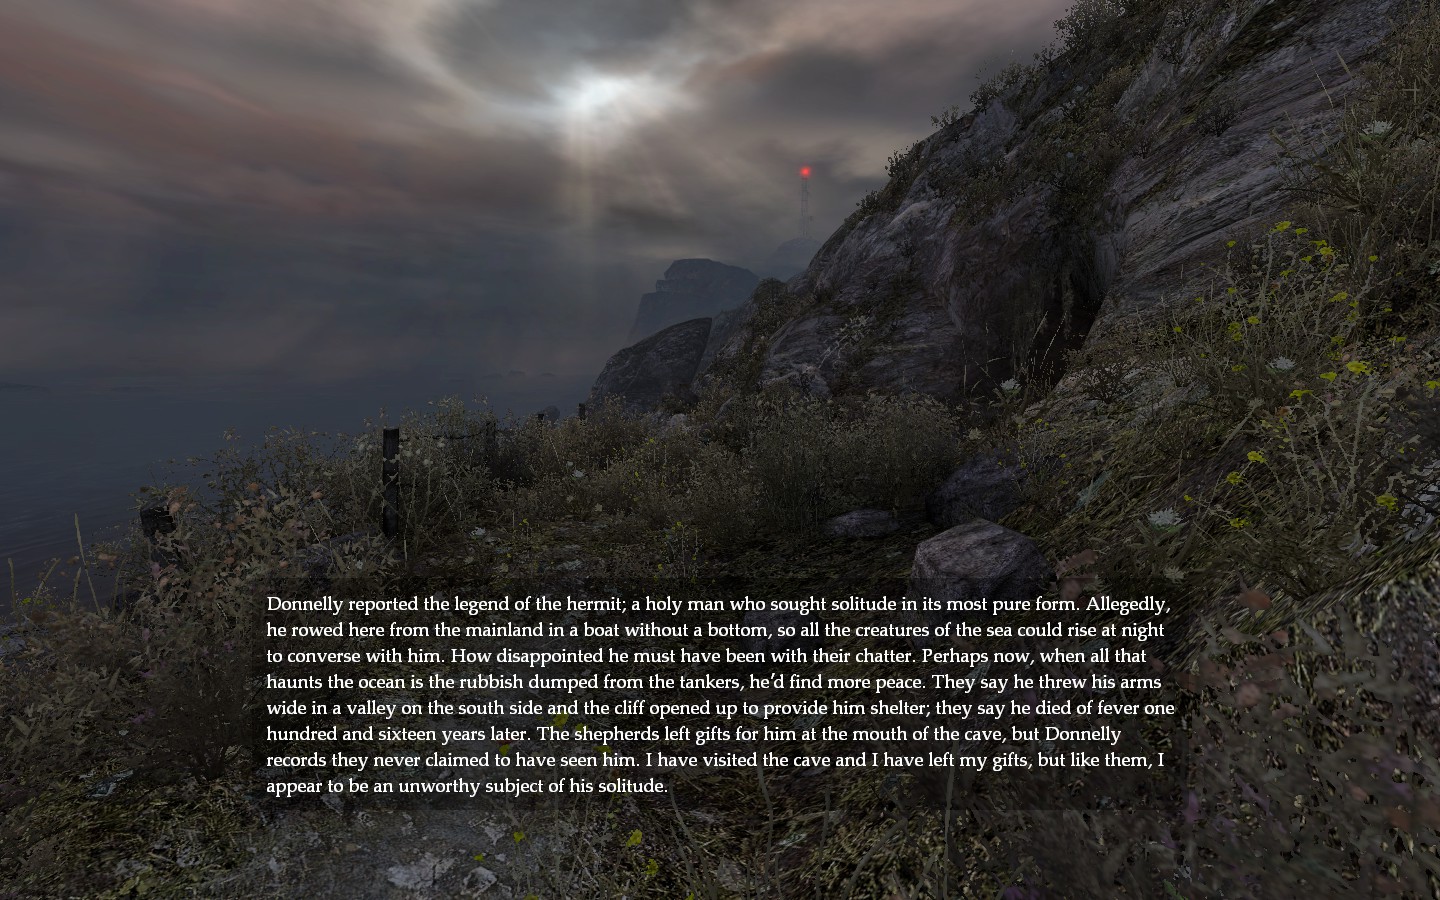 Donnelly reported the legend of the hermit; a holy man who sought solitude in its most pure form. Allegedly,
he rowed here from the mainland in a boat without a bottom, so all the creatures of the sea could rise at night
to converse with him. How disappointed he must have been with their chatter. Perhaps now, when all that
haunts the ocean is the rubbish dumped from the tankers, he'd find more peace. They say he threw his arms
wide in a valley on the south side and the cliff opened up to provide him shelter; they say he died of fever one
hundred and sixteen years later. The shepherds left gifts for him at the mouth of the cave, but Donnelly
records they never claimed to have seen him. I have visited the cave and I have left my gifts, but like them, I
appear to be an unworthy subject of his solitude.